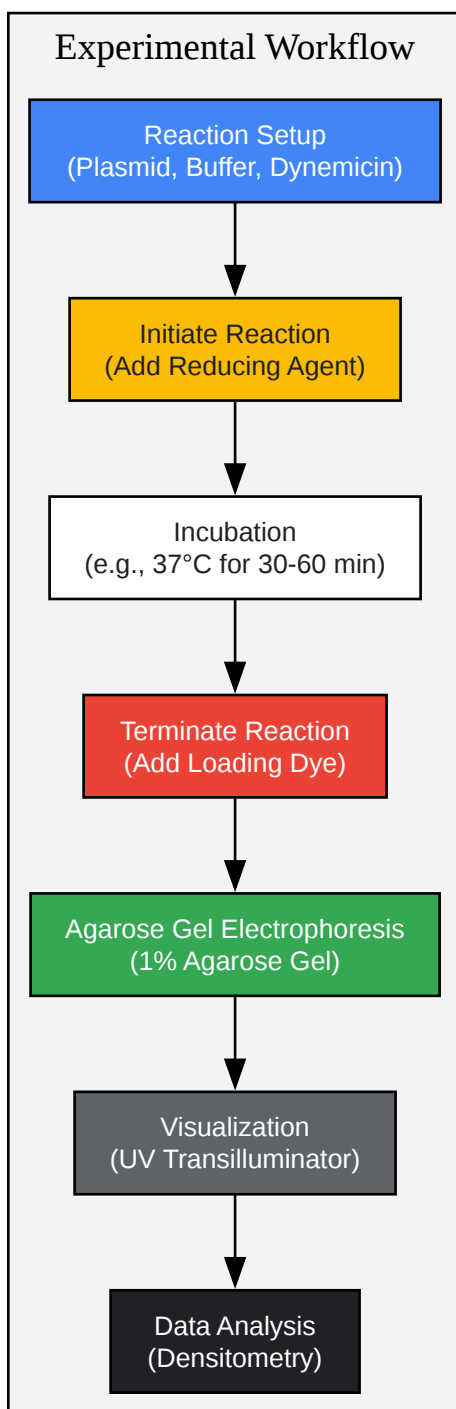 Experimental Workflow
Reaction Setup
(Plasmid, Buffer, Dynemicin)
Initiate Reaction
(Add Reducing Agent)
Incubation
(e.g., 37°C for 30-60 min)
Terminate Reaction
(Add Loading Dye)
Agarose Gel Electrophoresis
(1% Agarose Gel)
Visualization
(UV Transilluminator)
Data Analysis
(Densitometry)